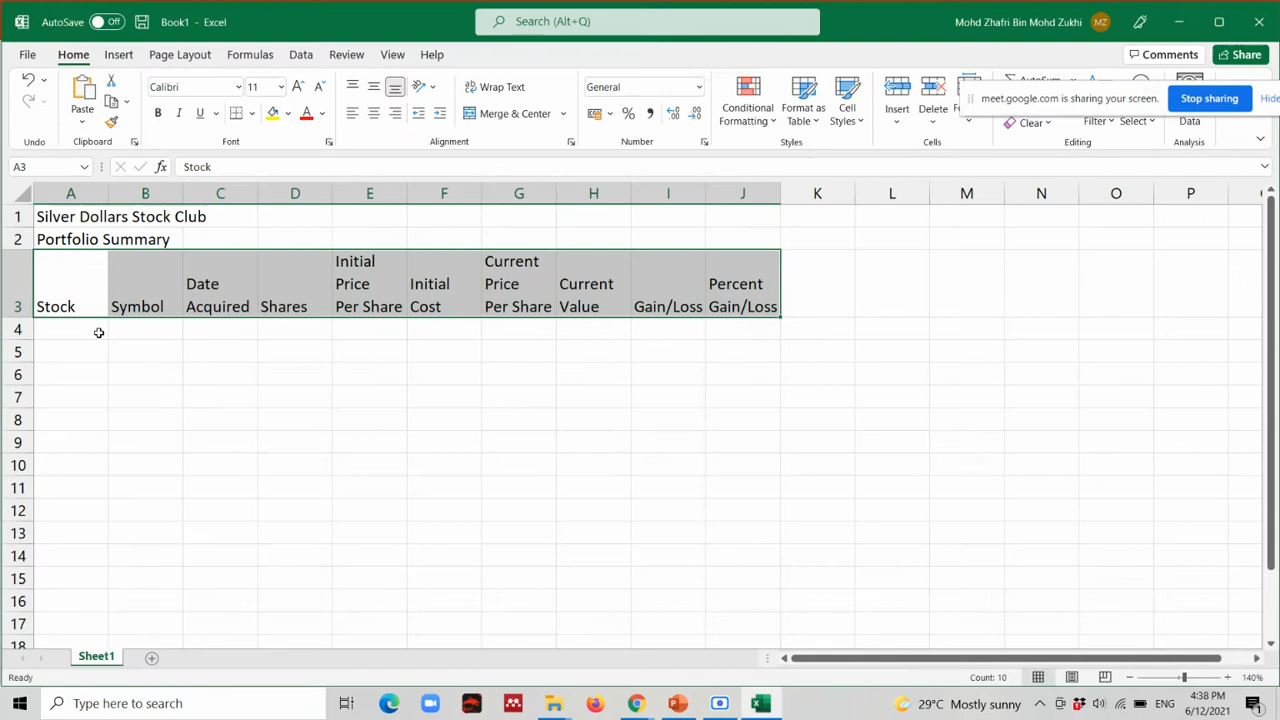 AutoSave Off Book1 - Excel Search (Alt+Q) Mohd Zhafri Bin Mohd Zukhi MZ
File Home Insert Page Layout Formulas Data Review View Help Comments Share
Paste Calibri 11 Wrap Text General Conditional Formatting Format as Table Cell Styles Insert Delete
B I U Merge & Center Clear Filter Select Data
meet.google.com is sharing your screen. Stop sharing Hide
Clipboard Font Alignment Number Styles Cells Editing Analysis
A3 fx Stock
A B C D E F G H I J K L M N O P
1 Silver Dollars Stock Club
2 Portfolio Summary
3 Stock Symbol Date Acquired Shares Initial Price Per Share Initial Cost Current Price Per Share Current Value Gain/Loss Percent Gain/Loss
4
5
6
7
8
9
10
11
12
13
14
15
16
17
18
Sheet1
Ready Count: 10 140%
Type here to search 29°C Mostly sunny ENG 4:38 PM
6/12/2021